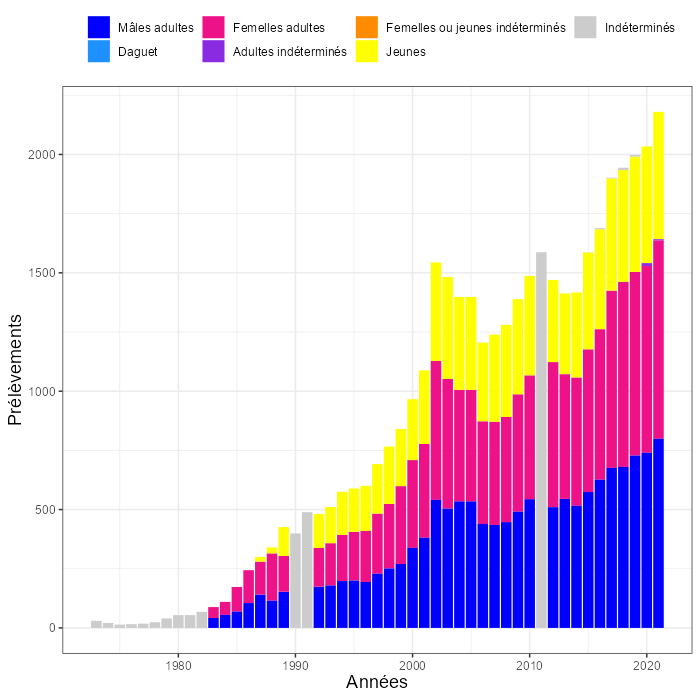 Mâles adultes Femelles adultes Femelles ou jeunes indéterminés Indéterminés
Daguet Adultes indéterminés Jeunes
2000
1500
1000
500
0
Prélèvements
1980 1990 2000 2010 2020
Années